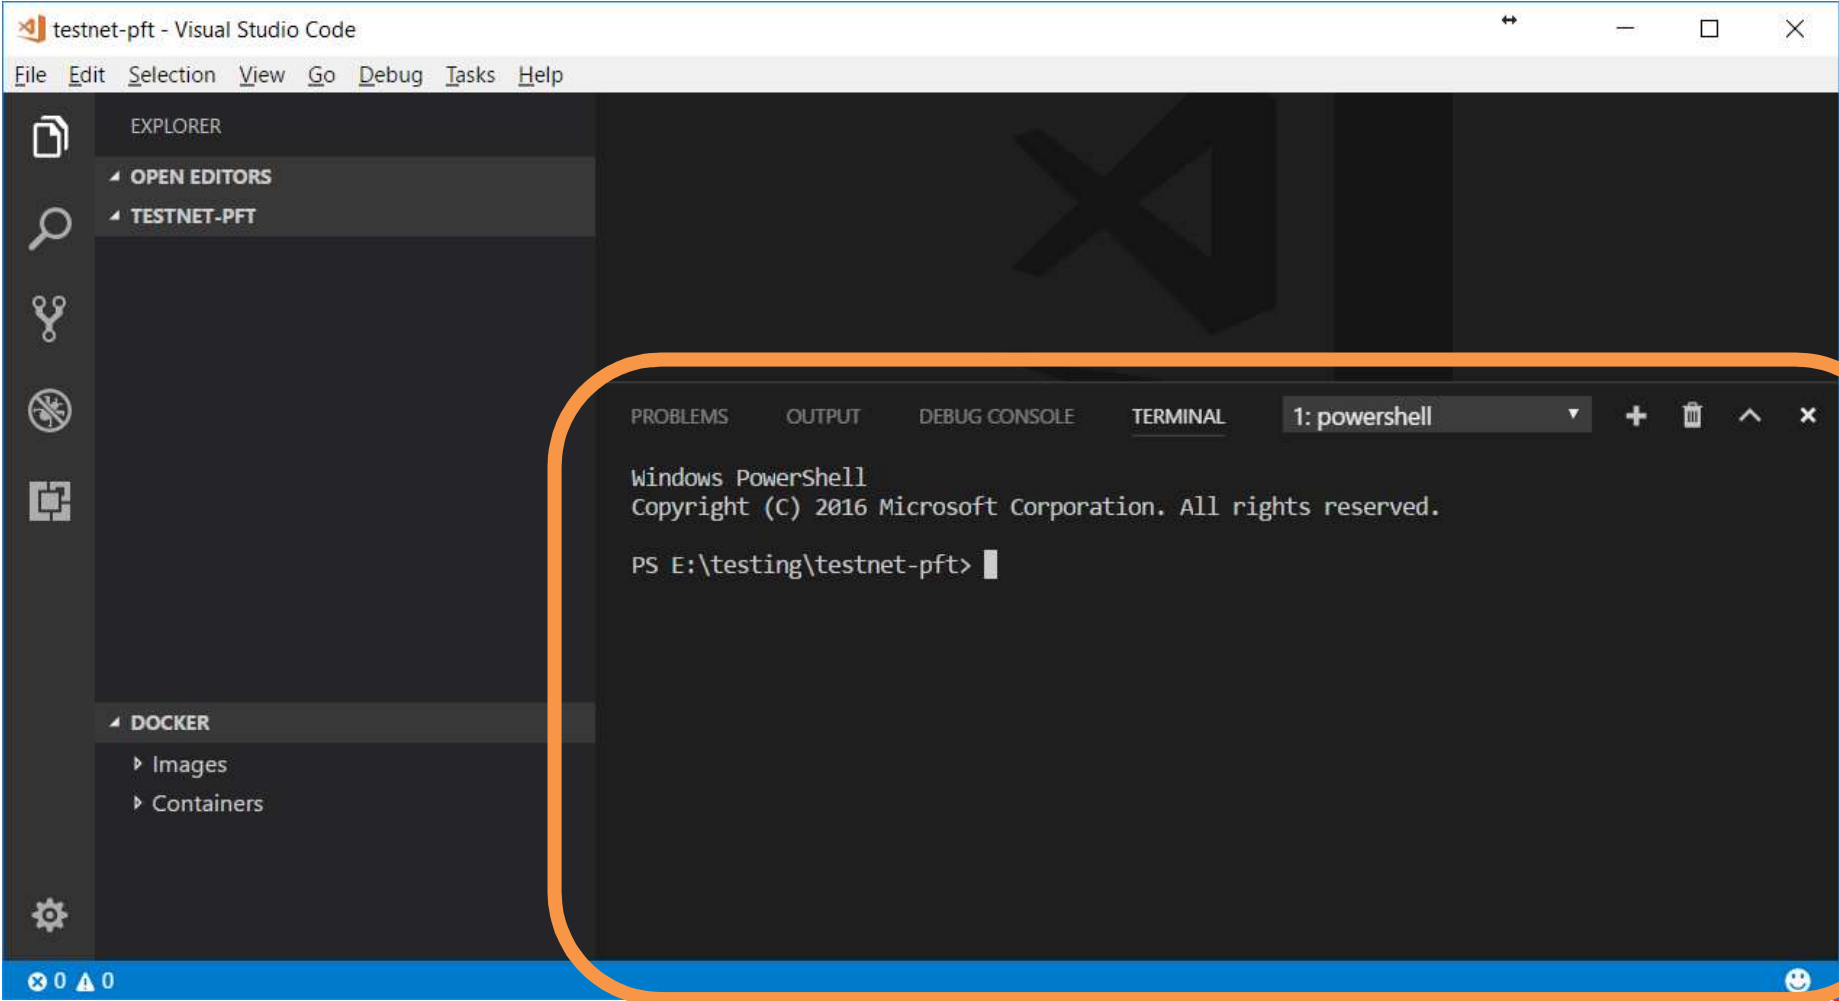 testnet-pft - Visual Studio Code
File Edit Selection View Go Debug Tasks Help
EXPLORER
OPEN EDITORS
TESTNET-PFT
PROBLEMS OUTPUT DEBUG CONSOLE TERMINAL 1: powershell
Windows PowerShell
Copyright (C) 2016 Microsoft Corporation. All rights reserved.
PS E:\testing\testnet-pft>
DOCKER
Images
Containers
0 0